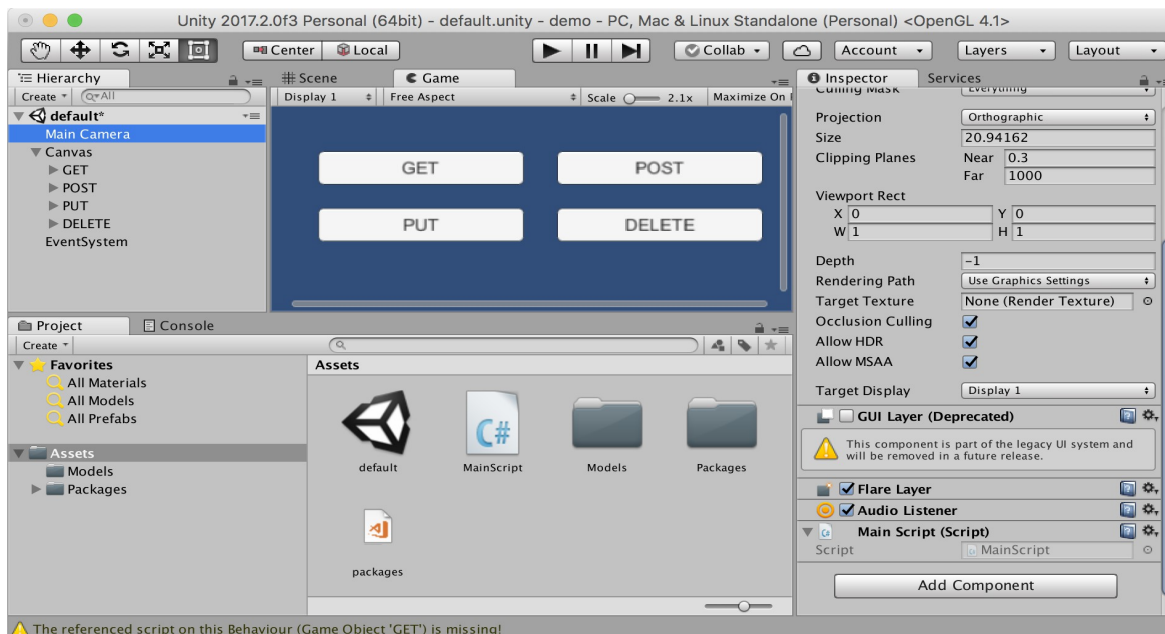 Unity 2017.2.0f3 Personal (64bit) - default.unity - demo - PC, Mac & Linux Standalone (Personal) <OpenGL 4.1>
Center Local Collab Account Layers Layout
Hierarchy
Create All
default*
Main Camera
Canvas
GET
POST
PUT
DELETE
EventSystem
Scene Game
Display 1 Free Aspect Scale 2.1x Maximize On
GET POST
PUT DELETE
Project Console
Create
Favorites
All Materials
All Models
All Prefabs
Assets
Models
Packages
Assets
default MainScript Models Packages
C#
packages
Inspector Services
Culling Mask Everything
Projection Orthographic
Size 20.94162
Clipping Planes Near 0.3
Far 1000
Viewport Rect
X 0 Y 0
W 1 H 1
Depth -1
Rendering Path Use Graphics Settings
Target Texture None (Render Texture)
Occlusion Culling
Allow HDR
Allow MSAA
Target Display Display 1
GUI Layer (Deprecated)
This component is part of the legacy UI system and
will be removed in a future release.
Flare Layer
Audio Listener
Main Script (Script)
Script MainScript
Add Component
The referenced script on this Behaviour (Game Object 'GET') is missing!